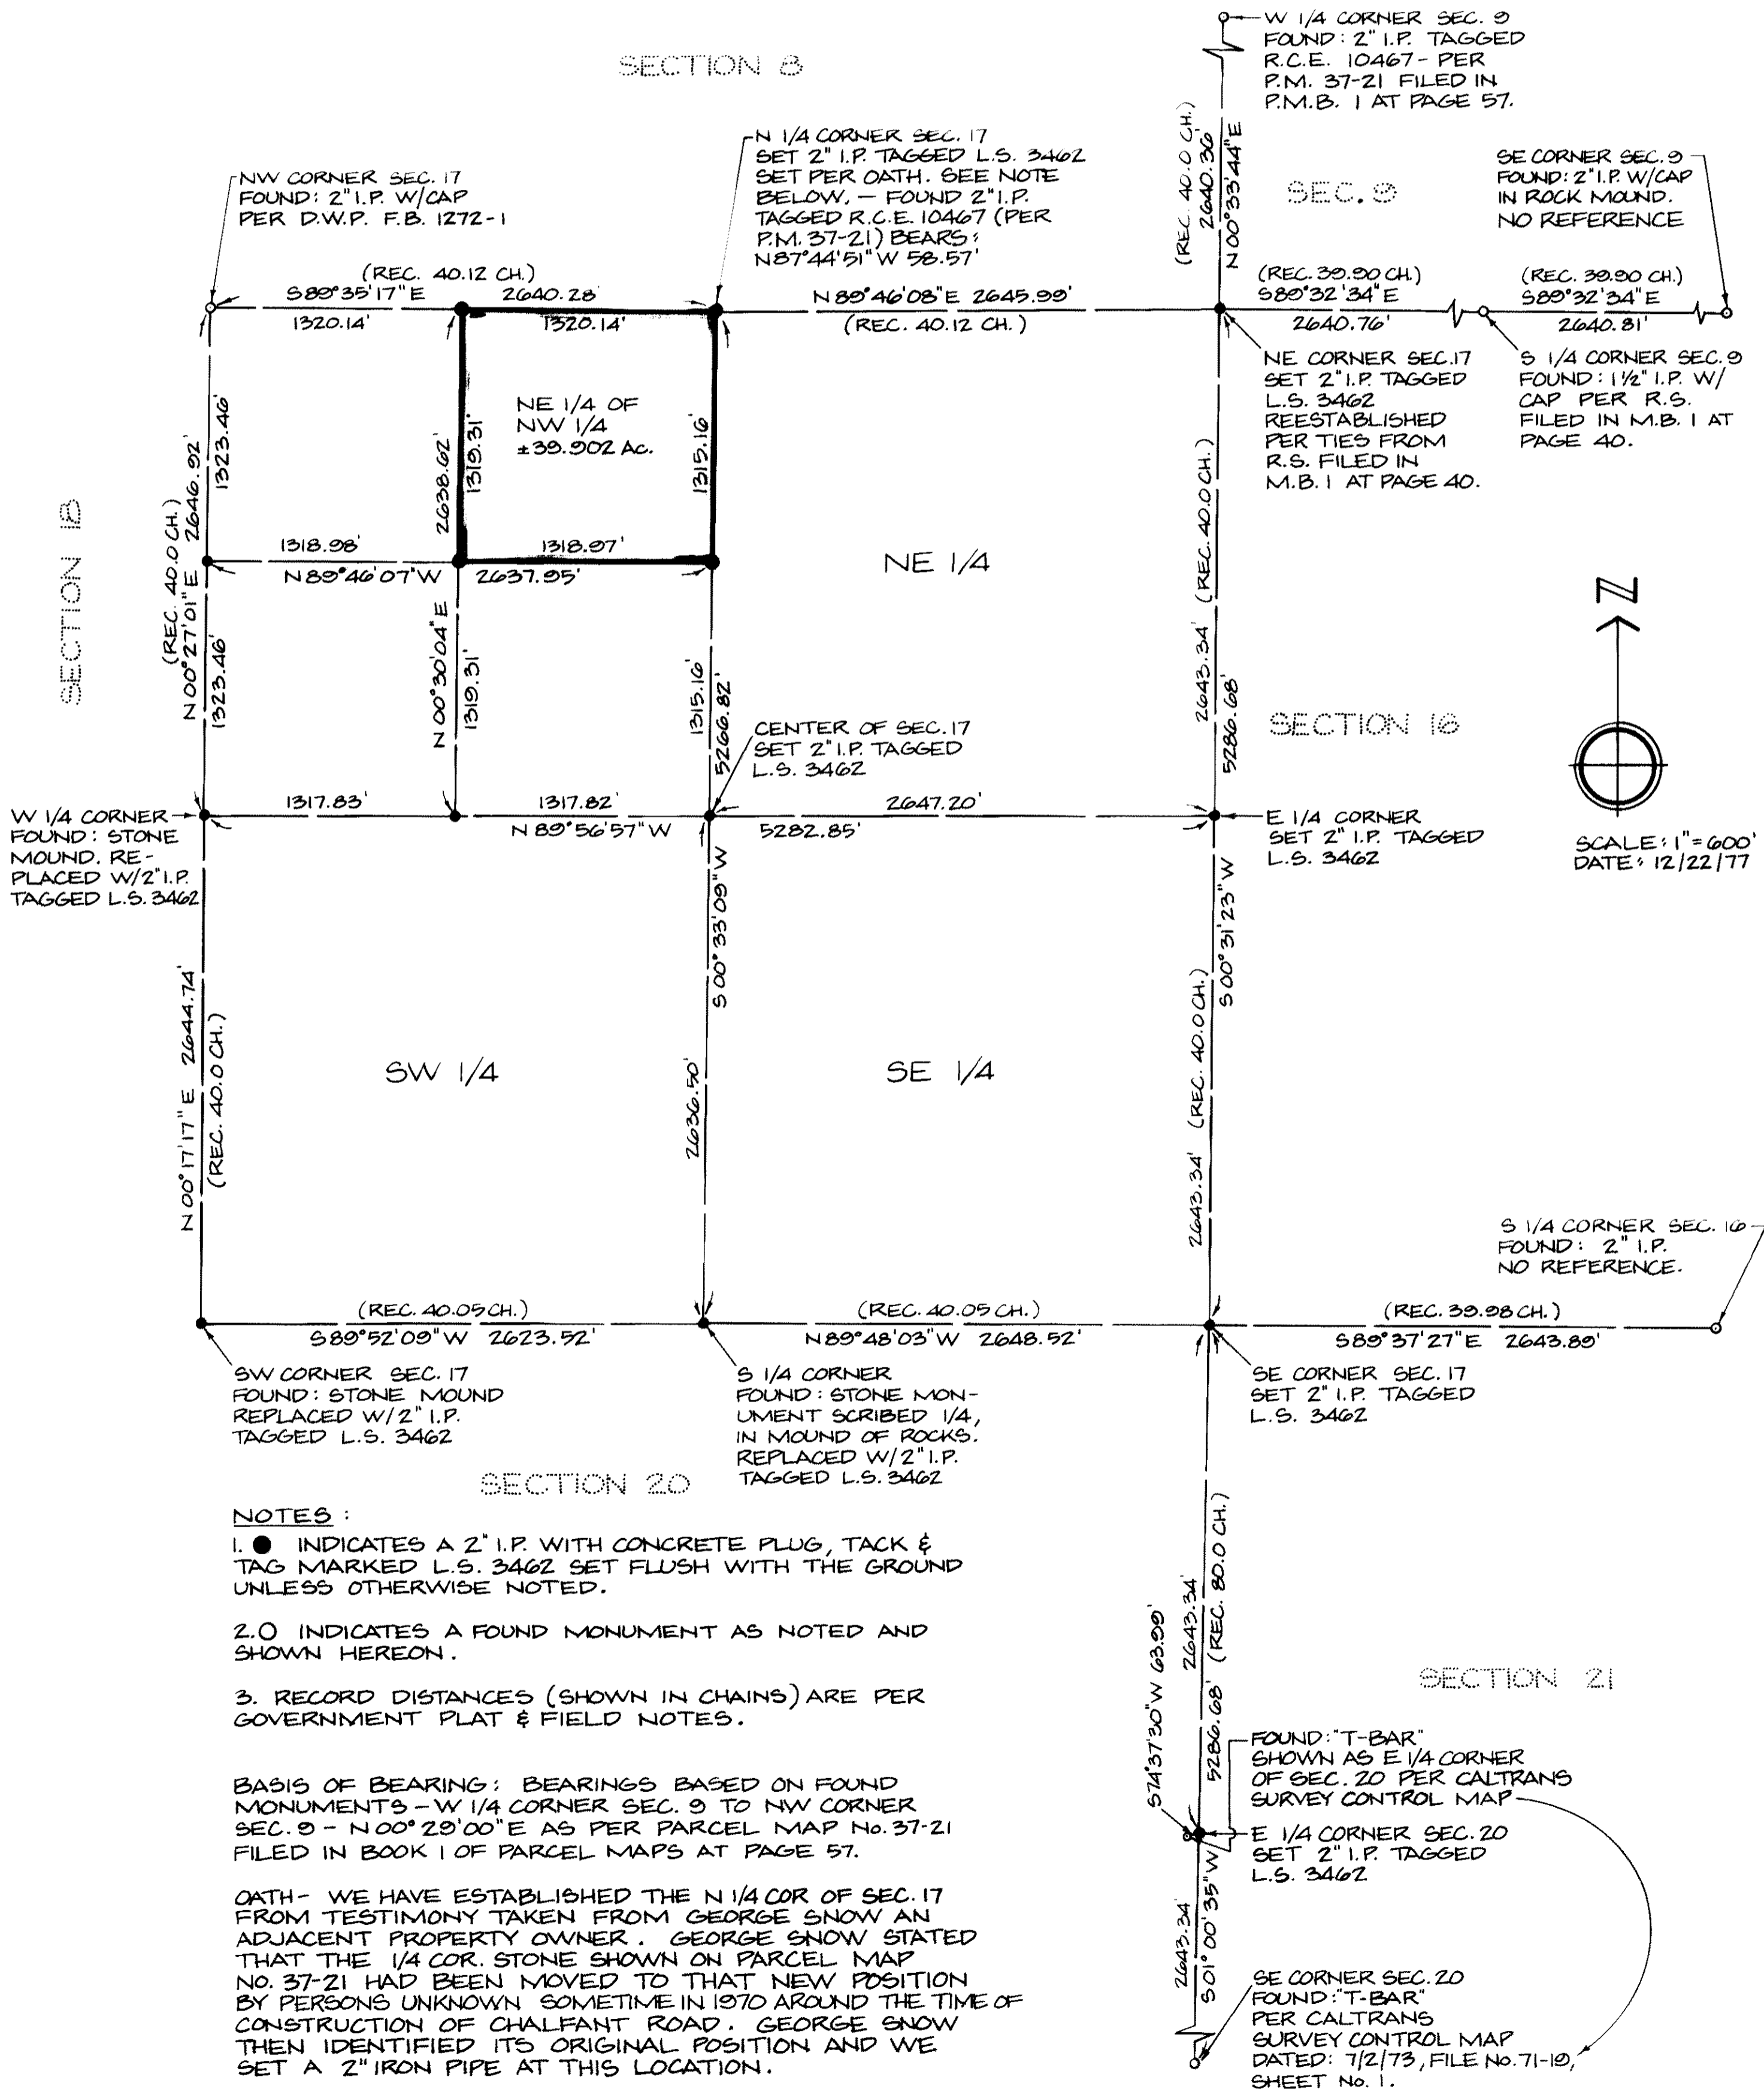 SECTION 8
W 1/4 CORNER SEC. 9
FOUND: 2" I.P. TAGGED
R.C.E. 10467 - PER
P.M. 37-21 FILED IN
P.M.B. 1 AT PAGE 57.
(REC. 40.0 CH.)
2640.36'
N 00°33'44" E
SEC. 9
SE CORNER SEC. 9
FOUND: 2" I.P. W/CAP
IN ROCK MOUND.
NO REFERENCE
NW CORNER SEC. 17
FOUND: 2" I.P. W/CAP
PER D.W.P. F.B. 1272-1
N 1/4 CORNER SEC. 17
SET 2" I.P. TAGGED L.S. 3462
SET PER OATH. SEE NOTE
BELOW. - FOUND 2" I.P.
TAGGED R.C.E. 10467 (PER
P.M. 37-21) BEARS:
N87°44'51"W 58.57'
(REC. 40.12 CH.)
S89°35'17"E 2640.28'
1320.14' 1320.14'
N 89°46'08"E 2645.99'
(REC. 40.12 CH.)
(REC. 39.90 CH.)
S89°32'34"E
2640.76'
(REC. 39.90 CH.)
S89°32'34"E
2640.81'
NE CORNER SEC. 17
SET 2" I.P. TAGGED
L.S. 3462
REESTABLISHED
PER TIES FROM
R.S. FILED IN
M.B. 1 AT PAGE 40.
S 1/4 CORNER SEC. 9
FOUND: 1 1/2" I.P. W/
CAP PER R.S.
FILED IN M.B. 1 AT
PAGE 40.
SECTION 18
(REC. 40.0 CH.)
N 00°27'01" E 2646.92'
1323.46'
1323.46'
2638.62'
1319.31'
NE 1/4 OF
NW 1/4
±39.902 AC.
1315.16'
1318.98' 1318.97'
N 89°46'07"W 2637.95'
N 00°30'04" E
1319.31'
1315.16'
5266.82'
NE 1/4
2643.34' (REC. 40.0 CH.)
5286.68'
SECTION 16
N
SCALE: 1" = 600'
DATE: 12/22/77
CENTER OF SEC. 17
SET 2" I.P. TAGGED
L.S. 3462
W 1/4 CORNER
FOUND: STONE
MOUND. RE-
PLACED W/2" I.P.
TAGGED L.S. 3462
1317.83' 1317.82' 2647.20'
N 89°56'57"W 5282.85'
E 1/4 CORNER
SET 2" I.P. TAGGED
L.S. 3462
N 00°17'17" E 2644.74'
(REC. 40.0 CH.)
SW 1/4
S 00°33'09" W
2636.50'
SE 1/4
S 00°31'23" W
2643.34' (REC. 40.0 CH.)
S 1/4 CORNER SEC. 16
FOUND: 2" I.P.
NO REFERENCE.
(REC. 40.05 CH.)
S89°52'09"W 2623.52'
(REC. 40.05 CH.)
N89°48'03"W 2648.52'
(REC. 39.98 CH.)
S89°37'27"E 2643.89'
SW CORNER SEC. 17
FOUND: STONE MOUND
REPLACED W/2" I.P.
TAGGED L.S. 3462
S 1/4 CORNER
FOUND: STONE MON-
UMENT SCRIBED 1/4,
IN MOUND OF ROCKS.
REPLACED W/2" I.P.
TAGGED L.S. 3462
SE CORNER SEC. 17
SET 2" I.P. TAGGED
L.S. 3462
SECTION 20
NOTES :
1. ● INDICATES A 2" I.P. WITH CONCRETE PLUG, TACK &
TAG MARKED L.S. 3462 SET FLUSH WITH THE GROUND
UNLESS OTHERWISE NOTED.
2. O INDICATES A FOUND MONUMENT AS NOTED AND
SHOWN HEREON.
3. RECORD DISTANCES (SHOWN IN CHAINS) ARE PER
GOVERNMENT PLAT & FIELD NOTES.
BASIS OF BEARING: BEARINGS BASED ON FOUND
MONUMENTS - W 1/4 CORNER SEC. 9 TO NW CORNER
SEC. 9 - N 00°29'00"E AS PER PARCEL MAP No. 37-21
FILED IN BOOK 1 OF PARCEL MAPS AT PAGE 57.
OATH- WE HAVE ESTABLISHED THE N 1/4 COR OF SEC. 17
FROM TESTIMONY TAKEN FROM GEORGE SNOW AN
ADJACENT PROPERTY OWNER. GEORGE SNOW STATED
THAT THE 1/4 COR. STONE SHOWN ON PARCEL MAP
NO. 37-21 HAD BEEN MOVED TO THAT NEW POSITION
BY PERSONS UNKNOWN SOMETIME IN 1970 AROUND THE TIME OF
CONSTRUCTION OF CHALFANT ROAD. GEORGE SNOW
THEN IDENTIFIED ITS ORIGINAL POSITION AND WE
SET A 2" IRON PIPE AT THIS LOCATION.
2643.34'
5286.68' (REC. 80.0 CH.)
S74°37'30"W 63.99'
SECTION 21
FOUND: "T-BAR"
SHOWN AS E 1/4 CORNER
OF SEC. 20 PER CALTRANS
SURVEY CONTROL MAP
E 1/4 CORNER SEC. 20
SET 2" I.P. TAGGED
L.S. 3462
2643.34'
S 01°00'35" W
SE CORNER SEC. 20
FOUND: "T-BAR"
PER CALTRANS
SURVEY CONTROL MAP
DATED: 7/2/73, FILE No. 71-19,
SHEET No. 1.